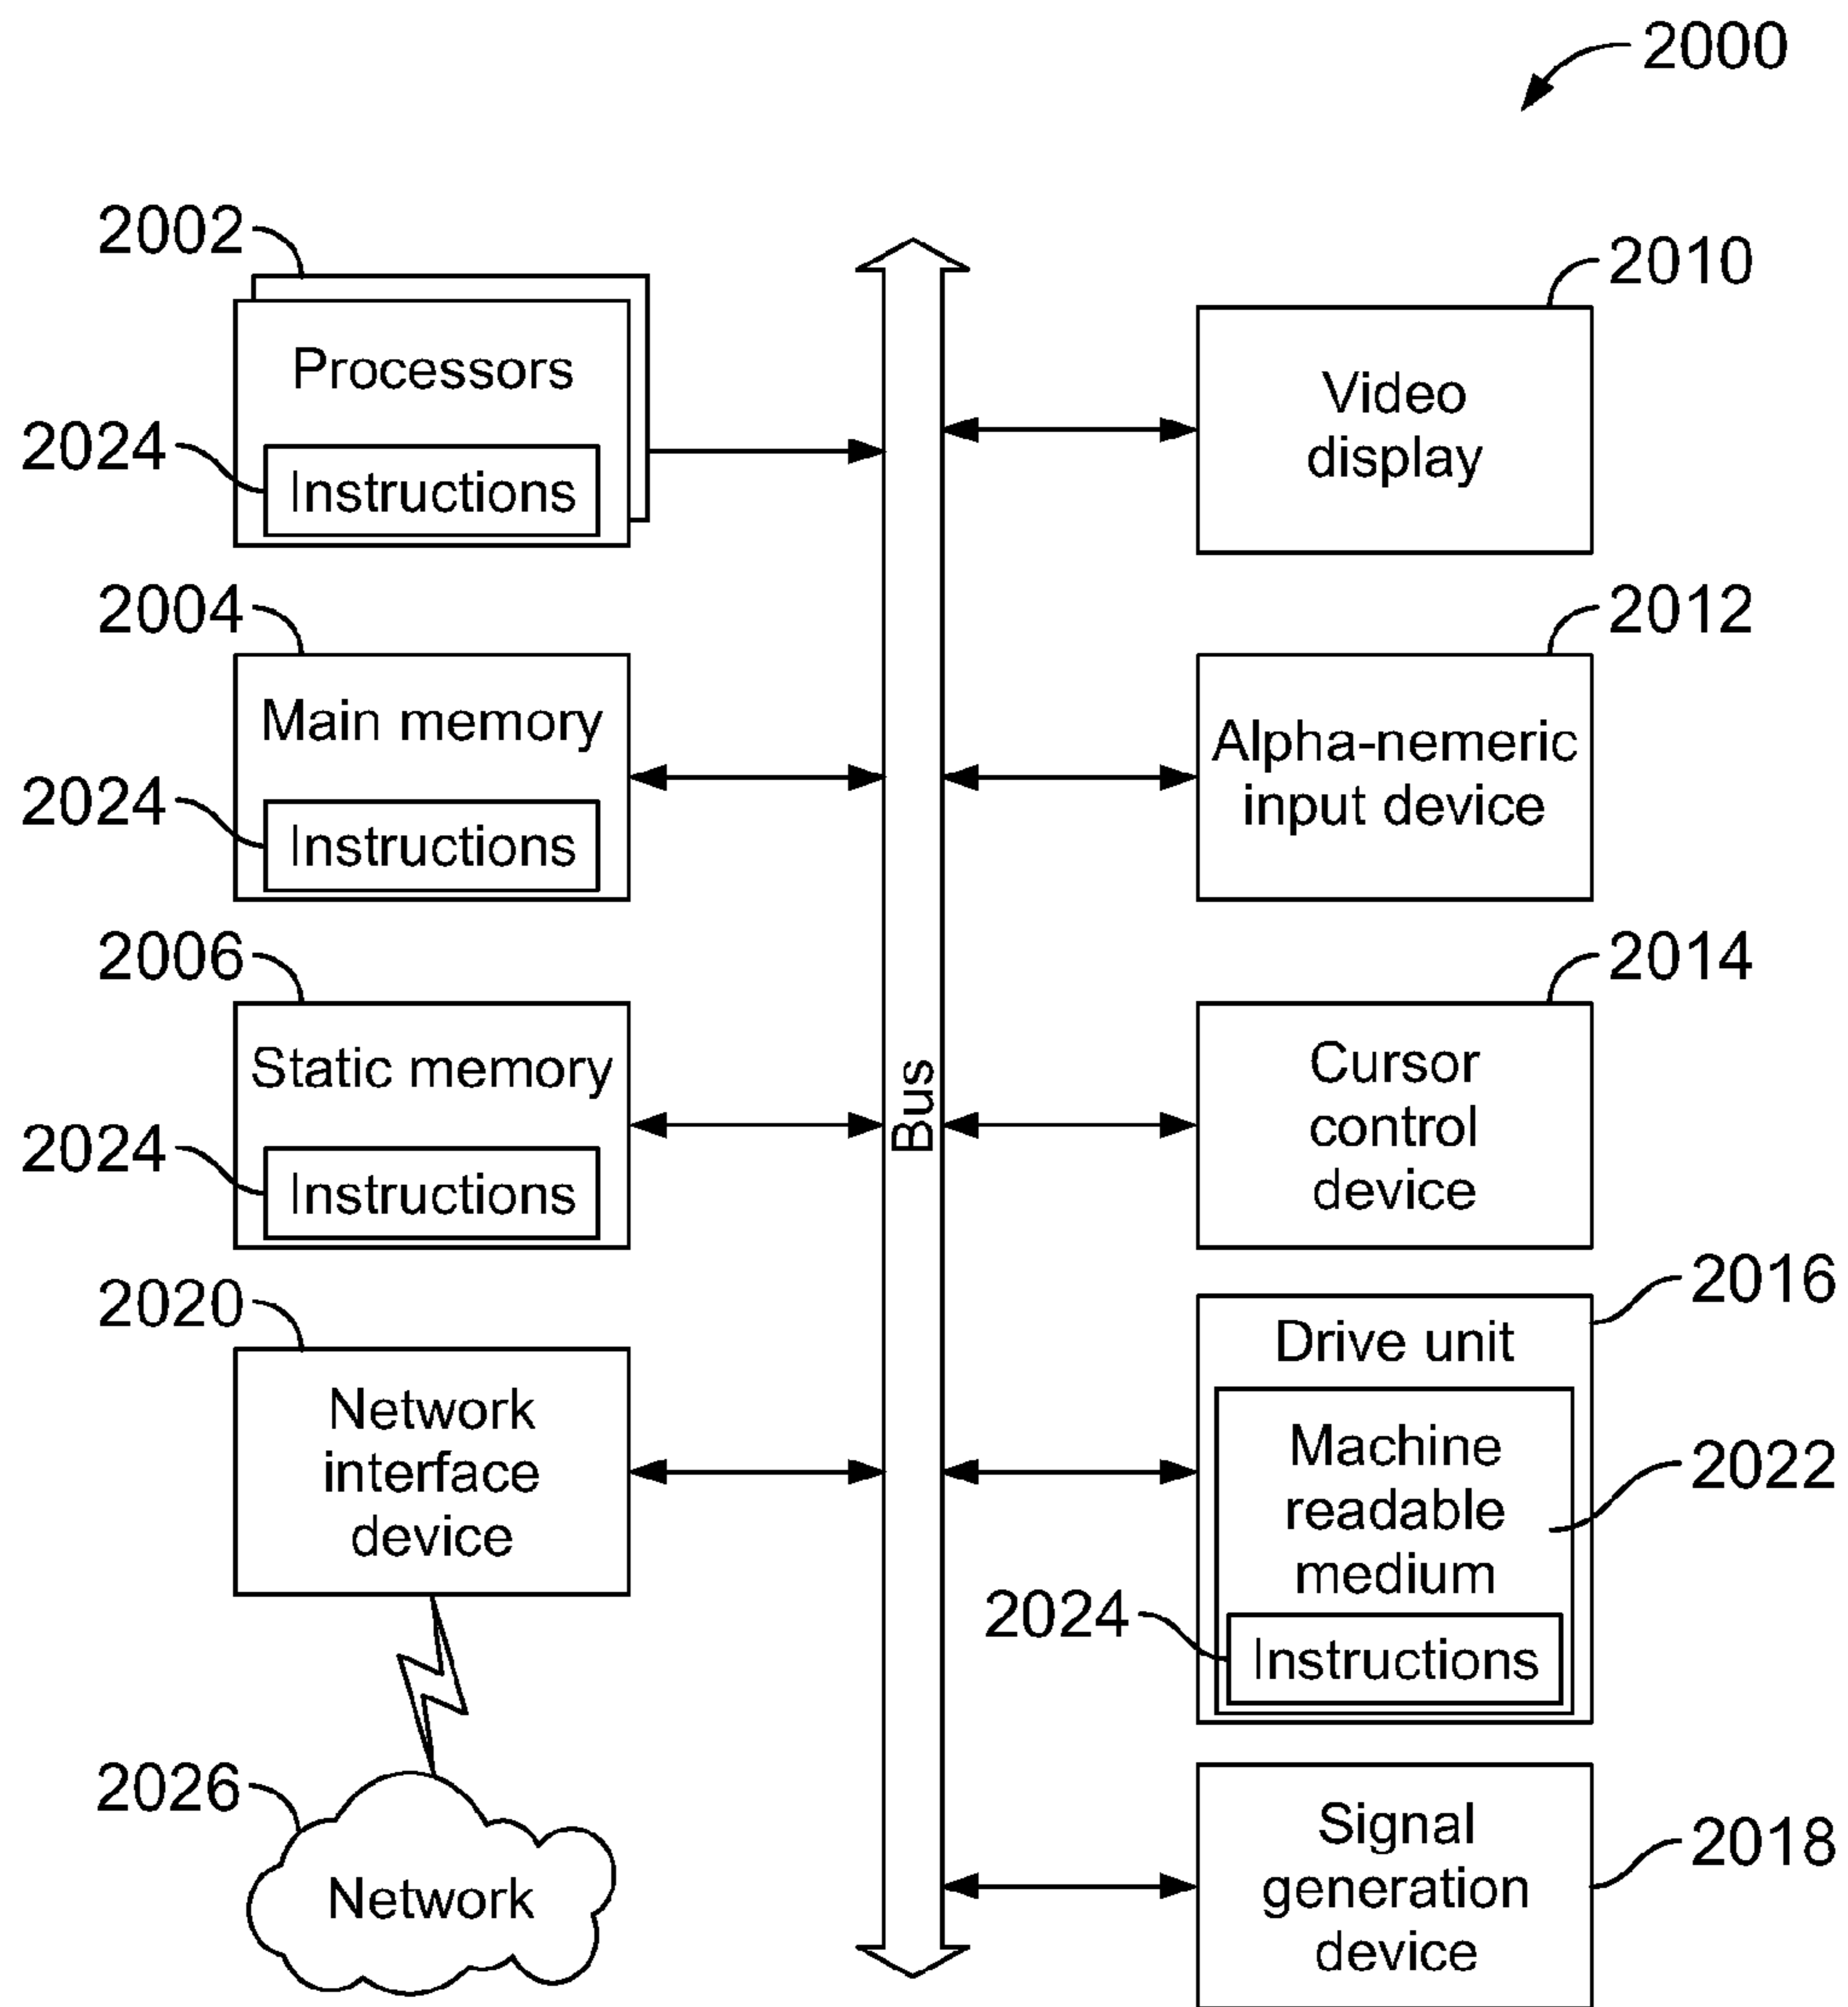 2000
2002
Processors
2024
Instructions
2004
Main memory
2024
Instructions
2006
Static memory
2024
Instructions
2020
Network
interface
device
2026
Network
Bus
2010
Video
display
2012
Alpha-nemeric
input device
2014
Cursor
control
device
2016
Drive unit
Machine
readable
medium
2022
2024
Instructions
Signal
generation
device
2018